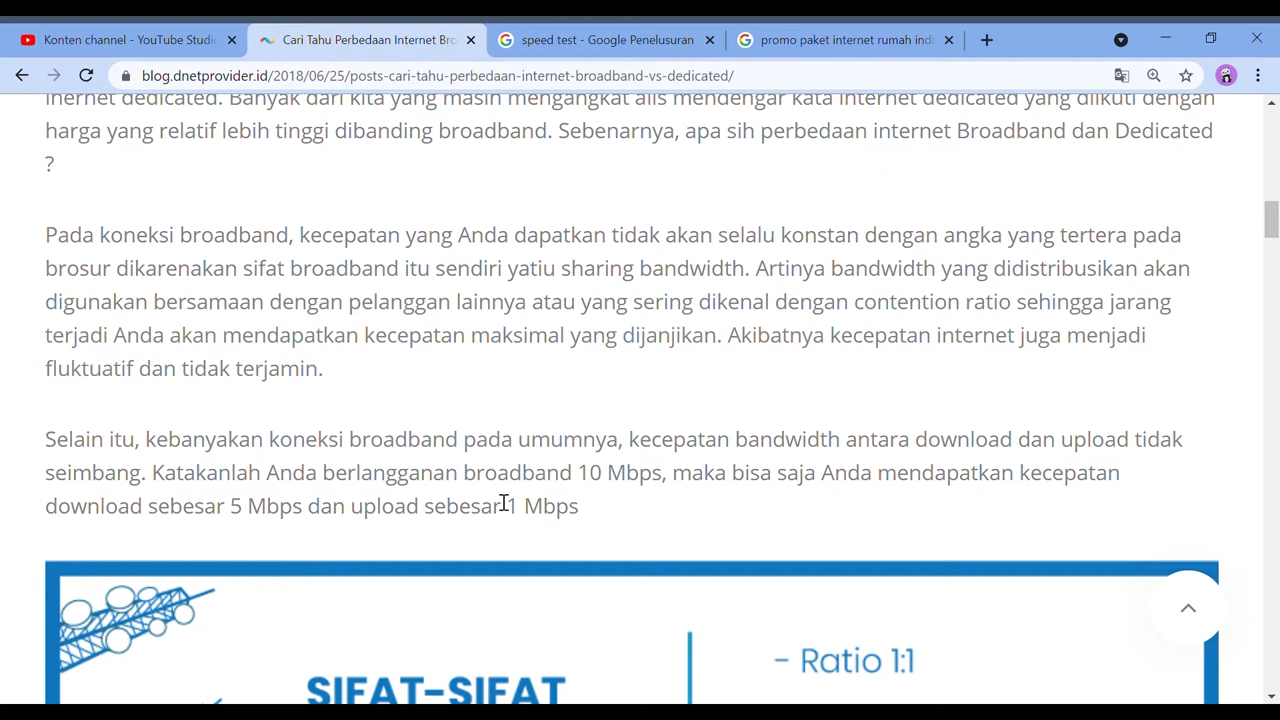 Konten channel - YouTube Studio
Cari Tahu Perbedaan Internet Bro
speed test - Google Penelusuran
promo paket internet rumah indi
blog.dnetprovider.id/2018/06/25/posts-cari-tahu-perbedaan-internet-broadband-vs-dedicated/
inernet dedicated. Banyak dari kita yang masih mengangkat alis mendengar kata internet dedicated yang diikuti dengan
harga yang relatif lebih tinggi dibanding broadband. Sebenarnya, apa sih perbedaan internet Broadband dan Dedicated
?
Pada koneksi broadband, kecepatan yang Anda dapatkan tidak akan selalu konstan dengan angka yang tertera pada
brosur dikarenakan sifat broadband itu sendiri yatiu sharing bandwidth. Artinya bandwidth yang didistribusikan akan
digunakan bersamaan dengan pelanggan lainnya atau yang sering dikenal dengan contention ratio sehingga jarang
terjadi Anda akan mendapatkan kecepatan maksimal yang dijanjikan. Akibatnya kecepatan internet juga menjadi
fluktuatif dan tidak terjamin.
Selain itu, kebanyakan koneksi broadband pada umumnya, kecepatan bandwidth antara download dan upload tidak
seimbang. Katakanlah Anda berlangganan broadband 10 Mbps, maka bisa saja Anda mendapatkan kecepatan
download sebesar 5 Mbps dan upload sebesar 1 Mbps
- Ratio 1:1
SIFAT-SIFAT